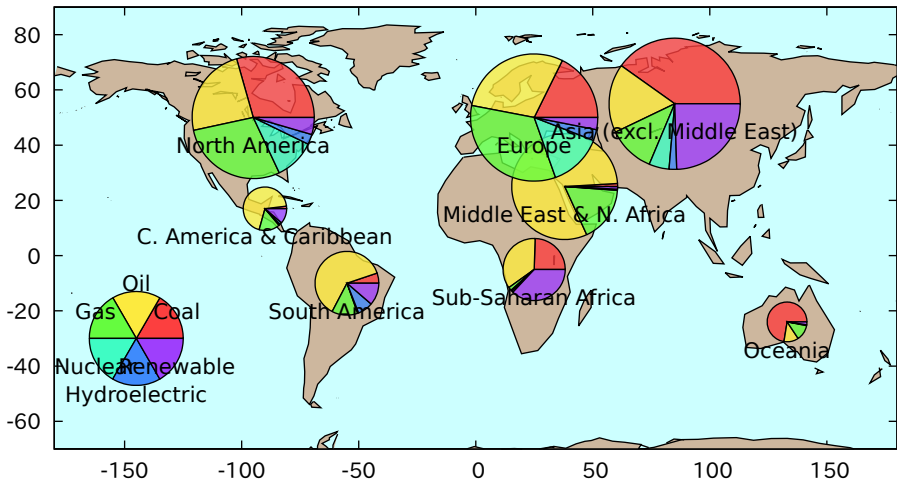 80
60
40
20
0
-20
-40
-60
North America
Europe
Asia (excl. Middle East)
Middle East & N. Africa
C. America & Caribbean
Sub-Saharan Africa
South America
Oceania
Oil
Gas
Coal
Nuclear
Renewable
Hydroelectric
-150
-100
-50
0
50
100
150